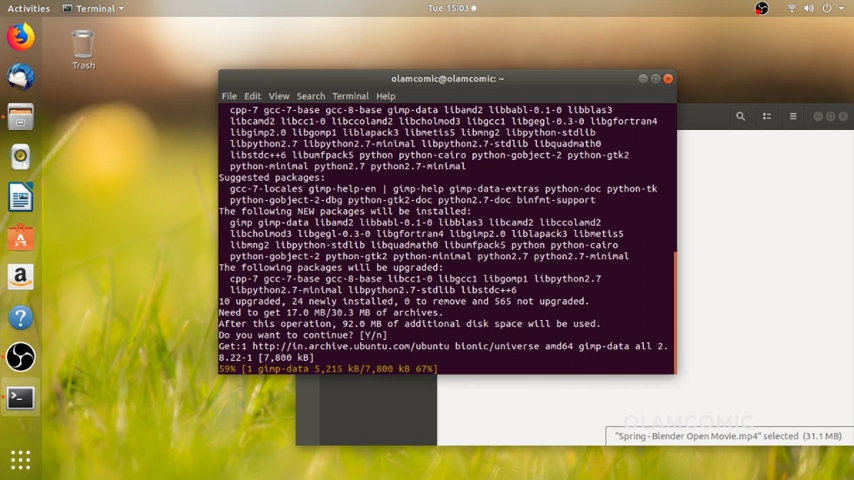 Activities
Terminal
Tue 15:03
Trash
olamcomic@olamcomic: ~
File Edit View Search Terminal Help
cpp-7 gcc-7-base gcc-8-base gimp-data libamd2 libbabl-0.1-0 libblas3
libcamd2 libcc1-0 libccolamd2 libcholmod3 libgcc1 libgegl-0.3-0 libgfortran4
libgimp2.0 libgomp1 liblapack3 libmetis5 libmng2 libpython-stdlib
libpython2.7 libpython2.7-minimal libpython2.7-stdlib libquadmath0
libstdc++6 libumfpack5 python python-cairo python-gobject-2 python-gtk2
python-minimal python2.7 python2.7-minimal
Suggested packages:
gcc-7-locales gimp-help-en | gimp-help gimp-data-extras python-doc python-tk
python-gobject-2-dbg python-gtk2-doc python2.7-doc binfmt-support
The following NEW packages will be installed:
gimp gimp-data libamd2 libbabl-0.1-0 libblas3 libcamd2 libccolamd2
libcholmod3 libgegl-0.3-0 libgfortran4 libgimp2.0 liblapack3 libmetis5
libmng2 libpython-stdlib libquadmath0 libumfpack5 python python-cairo
python-gobject-2 python-gtk2 python-minimal python2.7 python2.7-minimal
The following packages will be upgraded:
cpp-7 gcc-7-base gcc-8-base libcc1-0 libgcc1 libgomp1 libpython2.7
libpython2.7-minimal libpython2.7-stdlib libstdc++6
10 upgraded, 24 newly installed, 0 to remove and 565 not upgraded.
Need to get 17.0 MB/30.3 MB of archives.
After this operation, 92.0 MB of additional disk space will be used.
Do you want to continue? [Y/n]
Get:1 http://in.archive.ubuntu.com/ubuntu bionic/universe amd64 gimp-data all 2.
8.22-1 [7,800 kB]
59% [1 gimp-data 5,215 kB/7,800 kB 67%]
OLAMCOMIC
"Spring - Blender Open Movie.mp4" selected (31.1 MB)